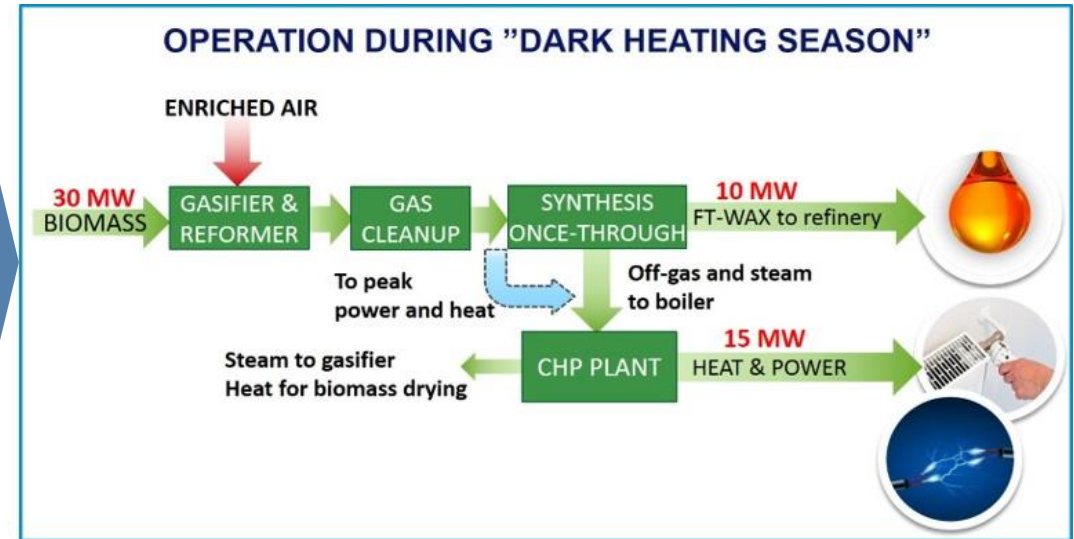 OPERATION DURING ”DARK HEATING SEASON”
ENRICHED AIR
30 MW
BIOMASS
GASIFIER &
REFORMER
GAS
CLEANUP
SYNTHESIS
ONCE-THROUGH
10 MW
FT-WAX to refinery
To peak
power and heat
Off-gas and steam
to boiler
Steam to gasifier
Heat for biomass drying
CHP PLANT
15 MW
HEAT & POWER